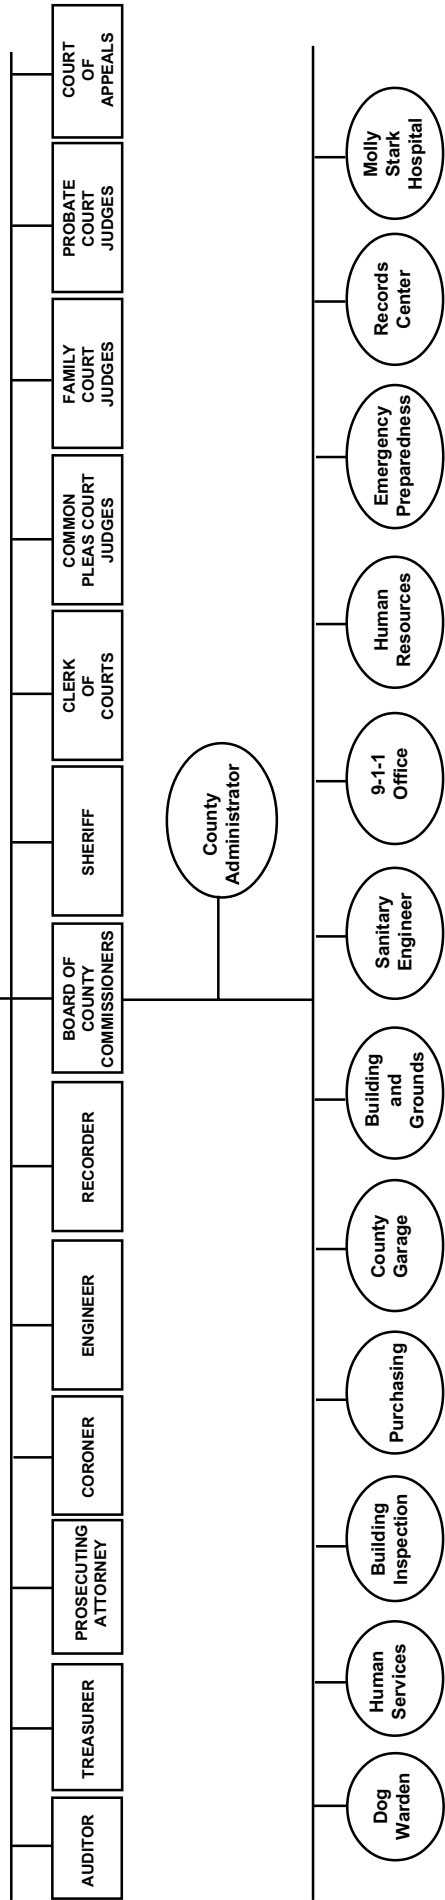 AUDITOR
TREASURER
PROSECUTING
ATTORNEY
CORONER
ENGINEER
RECORDER
BOARD OF
COUNTY
COMMISSIONERS
SHERIFF
CLERK
OF
COURTS
COMMON
PLEAS COURT
JUDGES
FAMILY
COURT
JUDGES
PROBATE
COURT
JUDGES
COURT
OF
APPEALS
County
Administrator
Dog
Warden
Human
Services
Building
Inspection
Purchasing
County
Garage
Building
and
Grounds
Sanitary
Engineer
9-1-1
Office
Human
Resources
Emergency
Preparedness
Records
Center
Molly
Stark
Hospital